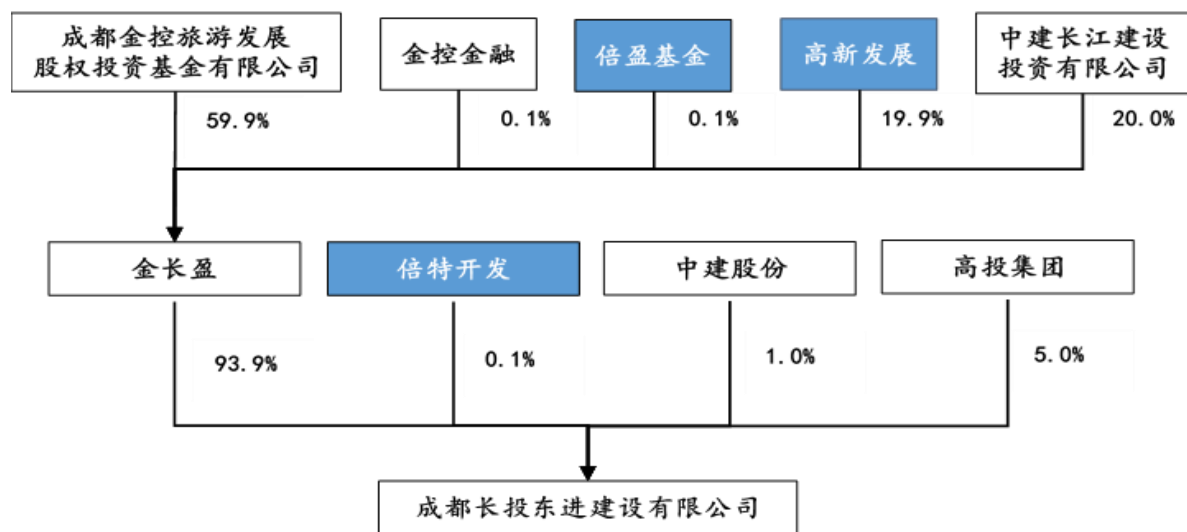 成都金控旅游发展
股权投资基金有限公司
金控金融
倍盈基金
高新发展
中建长江建设
投资有限公司
59.9%
0.1%
0.1%
19.9%
20.0%
金长盈
倍特开发
中建股份
高投集团
93.9%
0.1%
1.0%
5.0%
成都长投东进建设有限公司